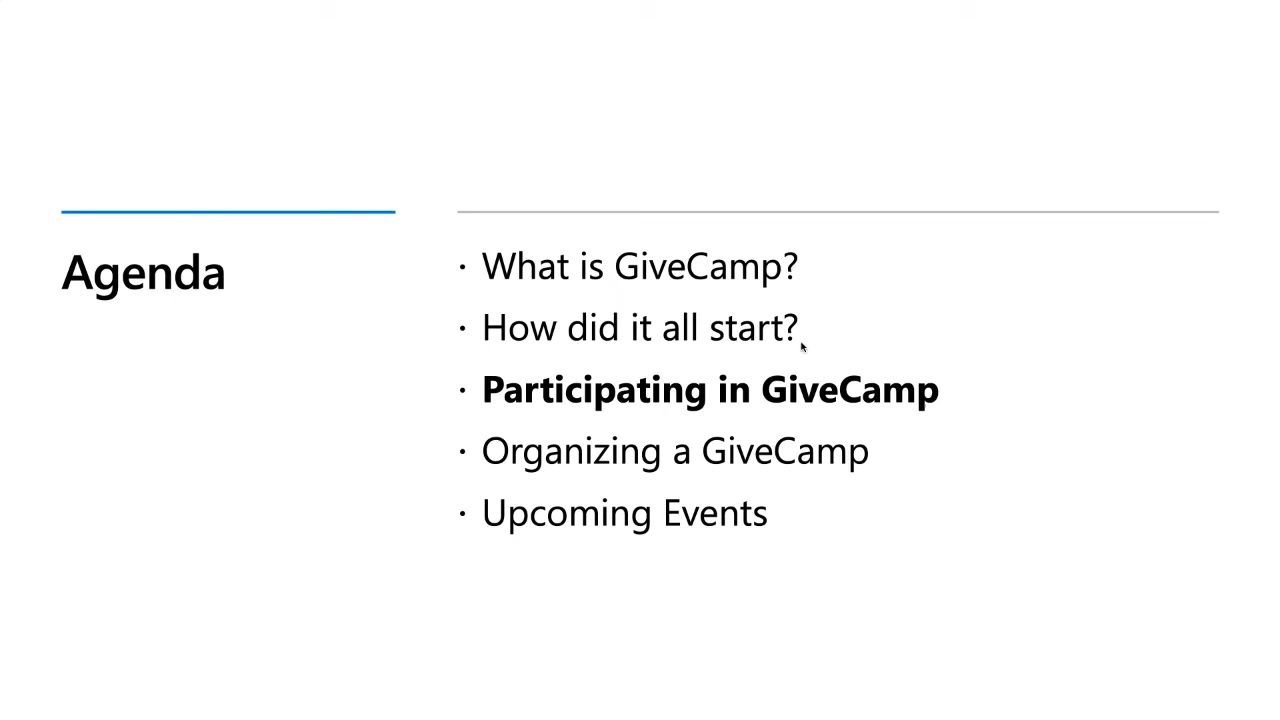 Agenda
· What is GiveCamp?
· How did it all start?
· Participating in GiveCamp
· Organizing a GiveCamp
· Upcoming Events